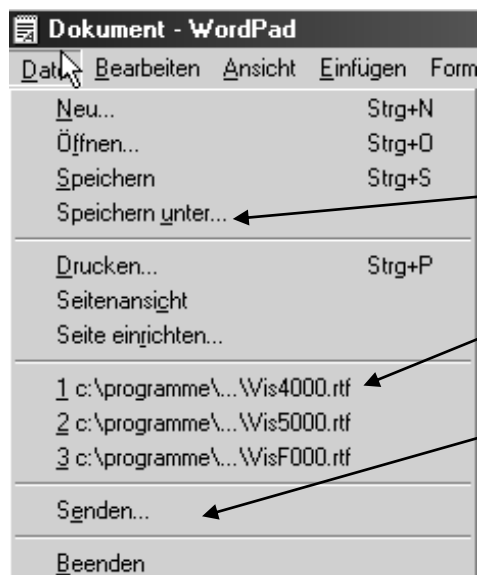 Dokument - WordPad
Datei Bearbeiten Ansicht Einfügen Form
Neu... Strg+N
Öffnen... Strg+O
Speichern Strg+S
Speichern unter...
Drucken... Strg+P
Seitenansicht
Seite einrichten...
1 c:\programme\...\Vis4000.rtf
2 c:\programme\...\Vis5000.rtf
3 c:\programme\...\VisF000.rtf
Senden...
Beenden